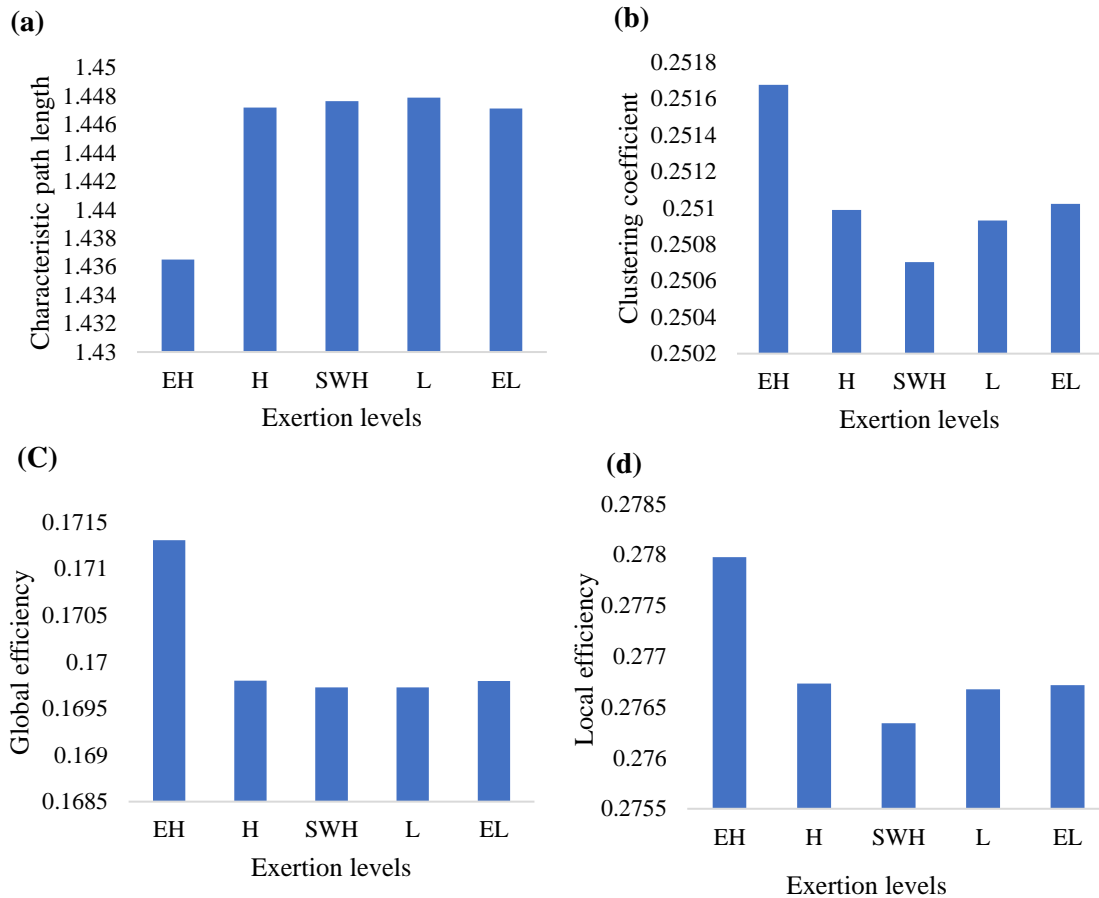 (a)
Characteristic path length
1.45
1.448
1.446
1.444
1.442
1.44
1.438
1.436
1.434
1.432
1.43
EH H SWH L EL
Exertion levels
(b)
Clustering coefficient
0.2518
0.2516
0.2514
0.2512
0.251
0.2508
0.2506
0.2504
0.2502
EH H SWH L EL
Exertion levels
(C)
Global efficiency
0.1715
0.171
0.1705
0.17
0.1695
0.169
0.1685
EH H SWH L EL
Exertion levels
(d)
Local efficiency
0.2785
0.278
0.2775
0.277
0.2765
0.276
0.2755
EH H SWH L EL
Exertion levels